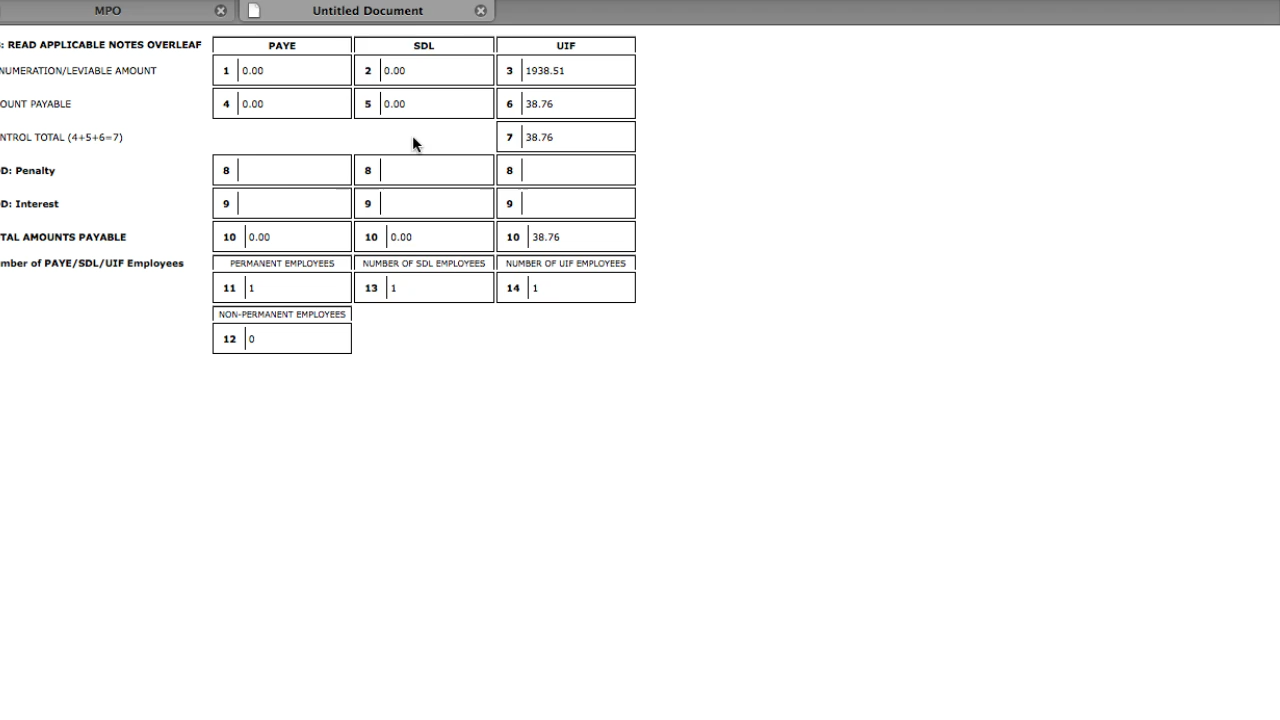 MPO Untitled Document
: READ APPLICABLE NOTES OVERLEAF PAYE SDL UIF
NUMERATION/LEVIABLE AMOUNT 1 0.00 2 0.00 3 1938.51
OUNT PAYABLE 4 0.00 5 0.00 6 38.76
NTROL TOTAL (4+5+6=7) 7 38.76
D: Penalty 8 8 8
D: Interest 9 9 9
TAL AMOUNTS PAYABLE 10 0.00 10 0.00 10 38.76
mber of PAYE/SDL/UIF Employees PERMANENT EMPLOYEES NUMBER OF SDL EMPLOYEES NUMBER OF UIF EMPLOYEES
11 1 13 1 14 1
NON-PERMANENT EMPLOYEES
12 0